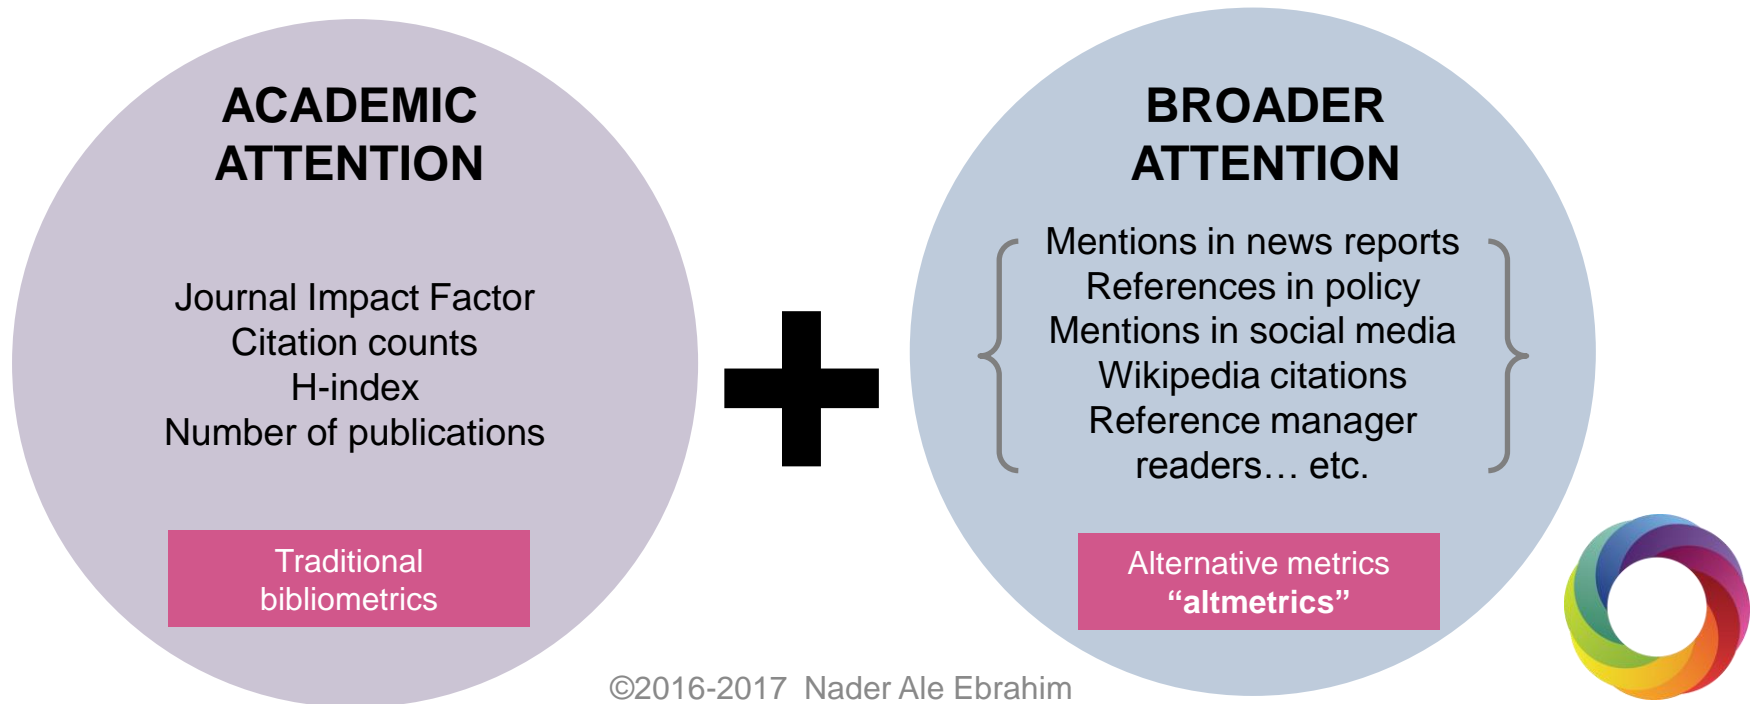 ACADEMIC
ATTENTION
Journal Impact Factor
Citation counts
H-index
Number of publications
Traditional
bibliometrics
BROADER
ATTENTION
Mentions in news reports
References in policy
Mentions in social media
Wikipedia citations
Reference manager
readers… etc.
Alternative metrics
“altmetrics”
©2016-2017 Nader Ale Ebrahim